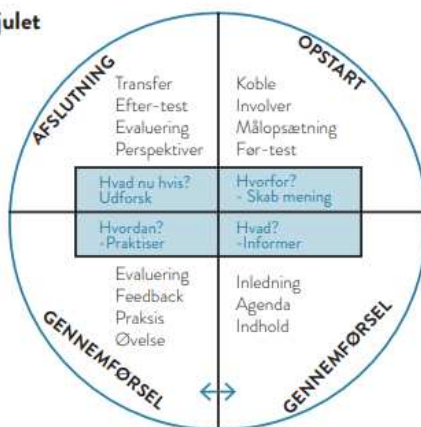 julet
AFSLUTNING
OPSTART
Transfer
Efter-test
Evaluering
Perspektiver
Koble
Involver
Målopsætning
Før-test
Hvad nu hvis?
Udforsk
Hvorfor?
- Skab mening
Hvordan?
-Praktiser
Hvad?
-Informer
Evaluering
Feedback
Praksis
Øvelse
Inledning
Agenda
Indhold
GENNEMFØRSEL
GENNEMFØRSEL